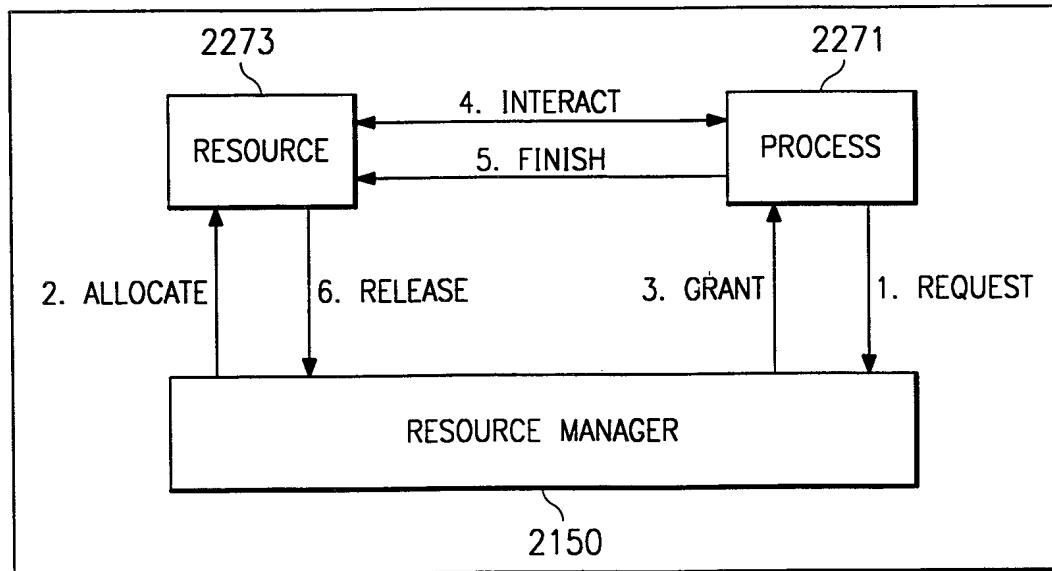 2273
2271
RESOURCE
4. INTERACT
PROCESS
5. FINISH
2. ALLOCATE
6. RELEASE
3. GRANT
1. REQUEST
RESOURCE MANAGER
2150